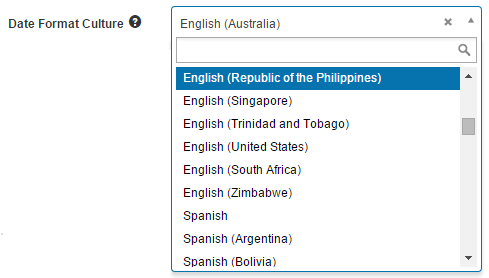 Date Format Culture
English (Australia)
English (Republic of the Philippines)
English (Singapore)
English (Trinidad and Tobago)
English (United States)
English (South Africa)
English (Zimbabwe)
Spanish
Spanish (Argentina)
Spanish (Bolivia)